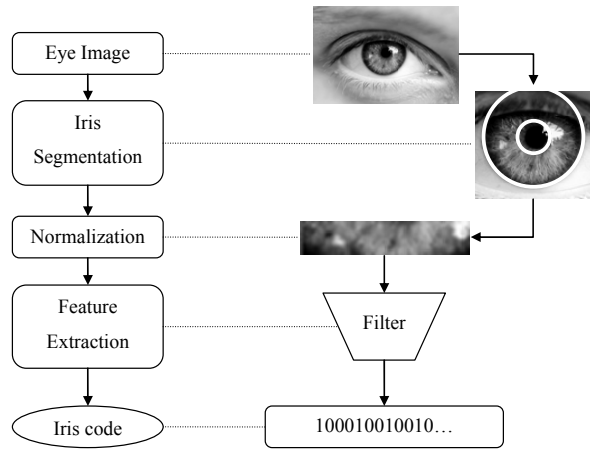 Eye Image
Iris
Segmentation
Normalization
Feature
Extraction
Filter
Iris code
100010010010…